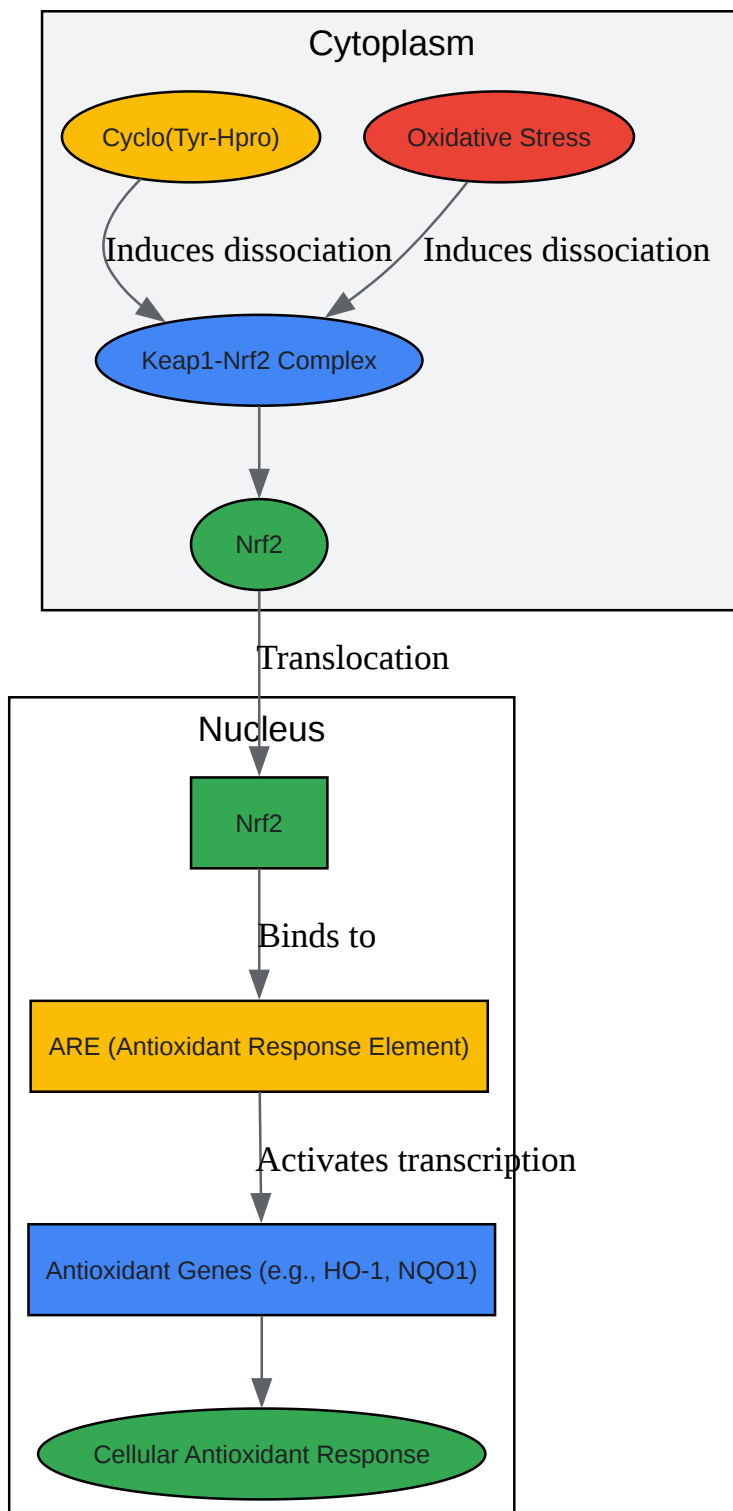 Cytoplasm
Cyclo(Tyr-Hpro)
Oxidative Stress
Induces dissociation
Induces dissociation
Keap1-Nrf2 Complex
Nrf2
Translocation
Nucleus
Nrf2
Binds to
ARE (Antioxidant Response Element)
Activates transcription
Antioxidant Genes (e.g., HO-1, NQO1)
Cellular Antioxidant Response